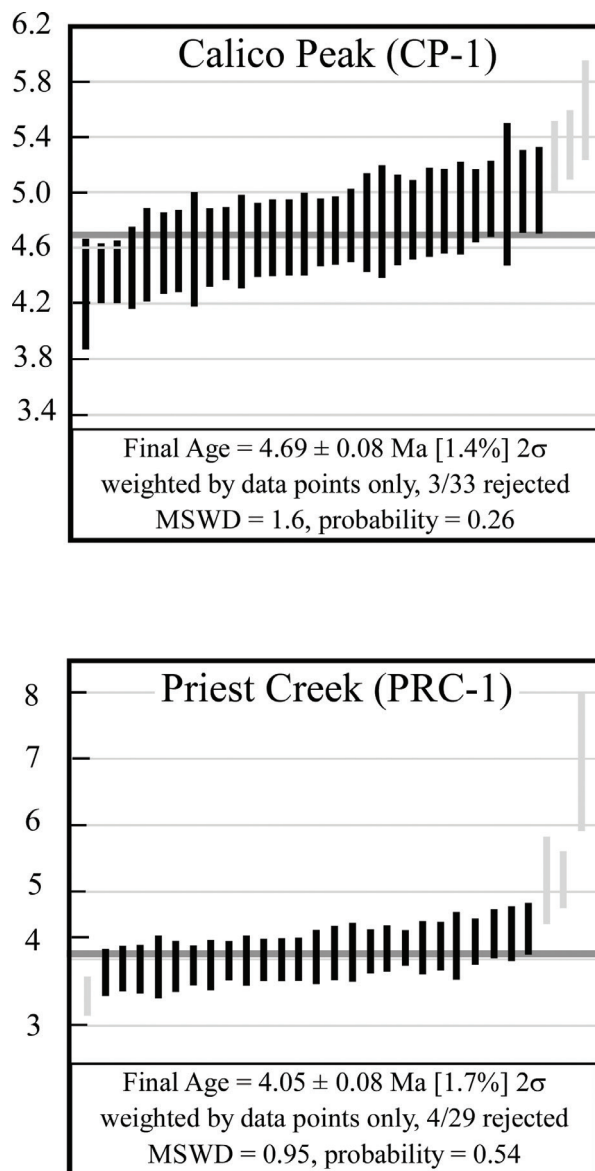 Calico Peak (CP-1)
6.2
5.8
5.4
5.0
4.6
4.2
3.8
3.4
Final Age = 4.69 ± 0.08 Ma [1.4%] 2σ
weighted by data points only, 3/33 rejected
MSWD = 1.6, probability = 0.26
Priest Creek (PRC-1)
8
7
6
5
4
3
Final Age = 4.05 ± 0.08 Ma [1.7%] 2σ
weighted by data points only, 4/29 rejected
MSWD = 0.95, probability = 0.54